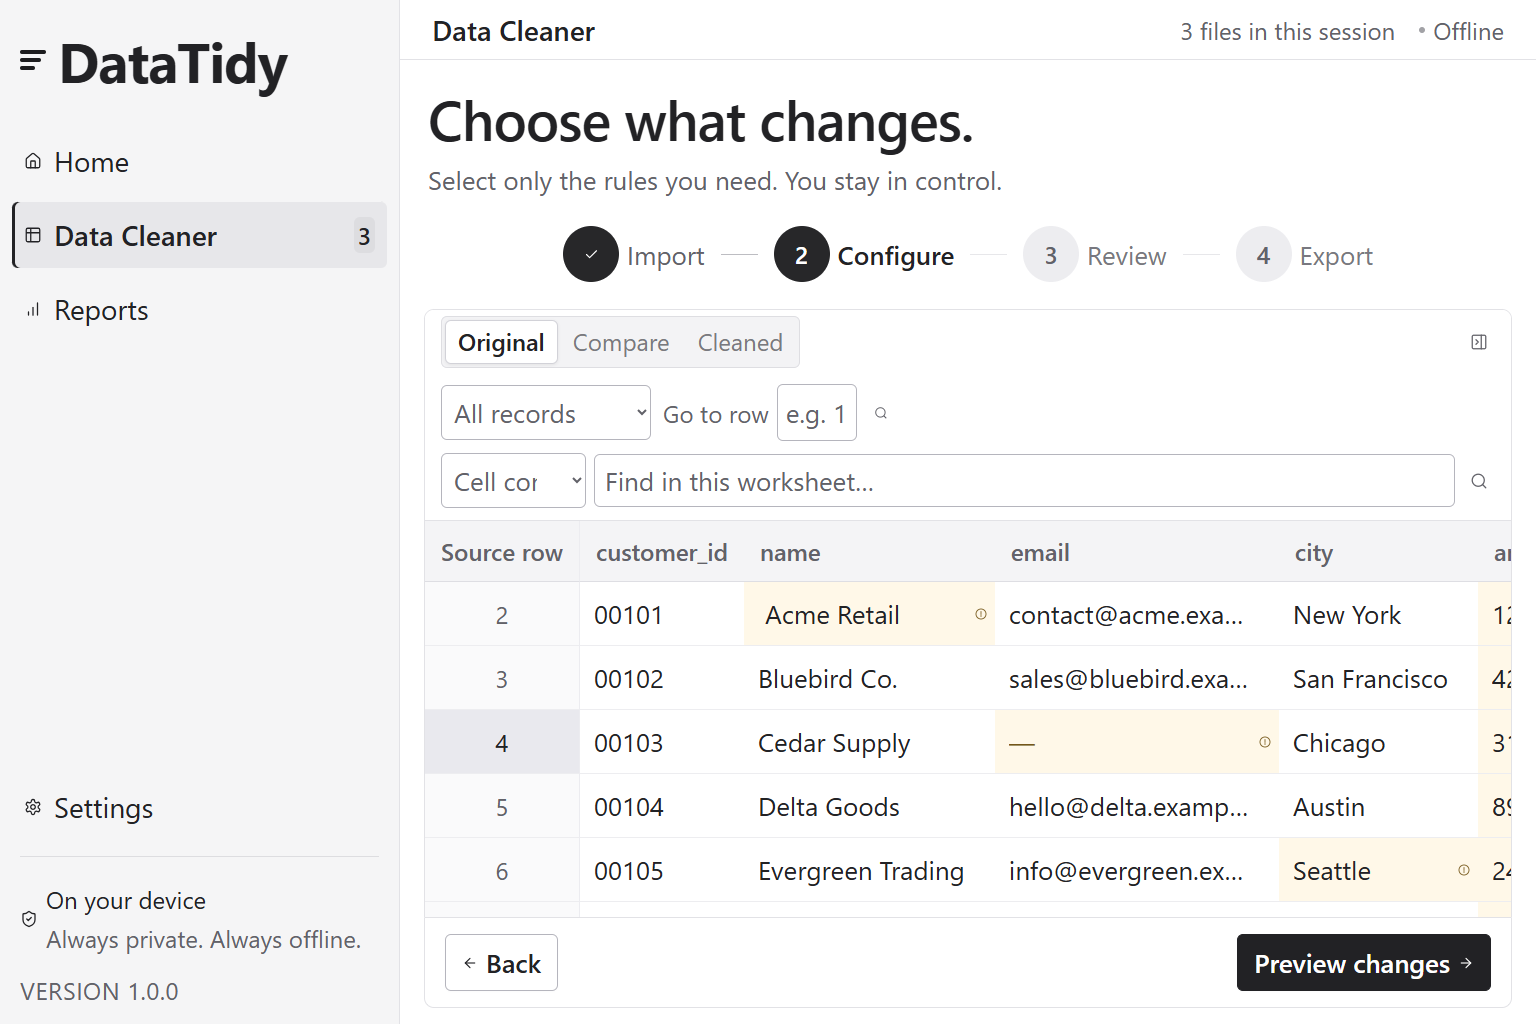 DataTidy
Home
Data Cleaner 3
Reports
Settings
On your device
Always private. Always offline.
VERSION 1.0.0
Data Cleaner
3 files in this session • Offline
Choose what changes.
Select only the rules you need. You stay in control.
Import 2 Configure 3 Review 4 Export
Original Compare Cleaned
All records Go to row e.g. 1
Cell cor Find in this worksheet...
Source row customer_id name email city
2 00101 Acme Retail contact@acme.exa... New York 12
3 00102 Bluebird Co. sales@bluebird.exa... San Francisco 42
4 00103 Cedar Supply — Chicago 31
5 00104 Delta Goods hello@delta.examp... Austin 89
6 00105 Evergreen Trading info@evergreen.ex... Seattle 24
← Back
Preview changes →